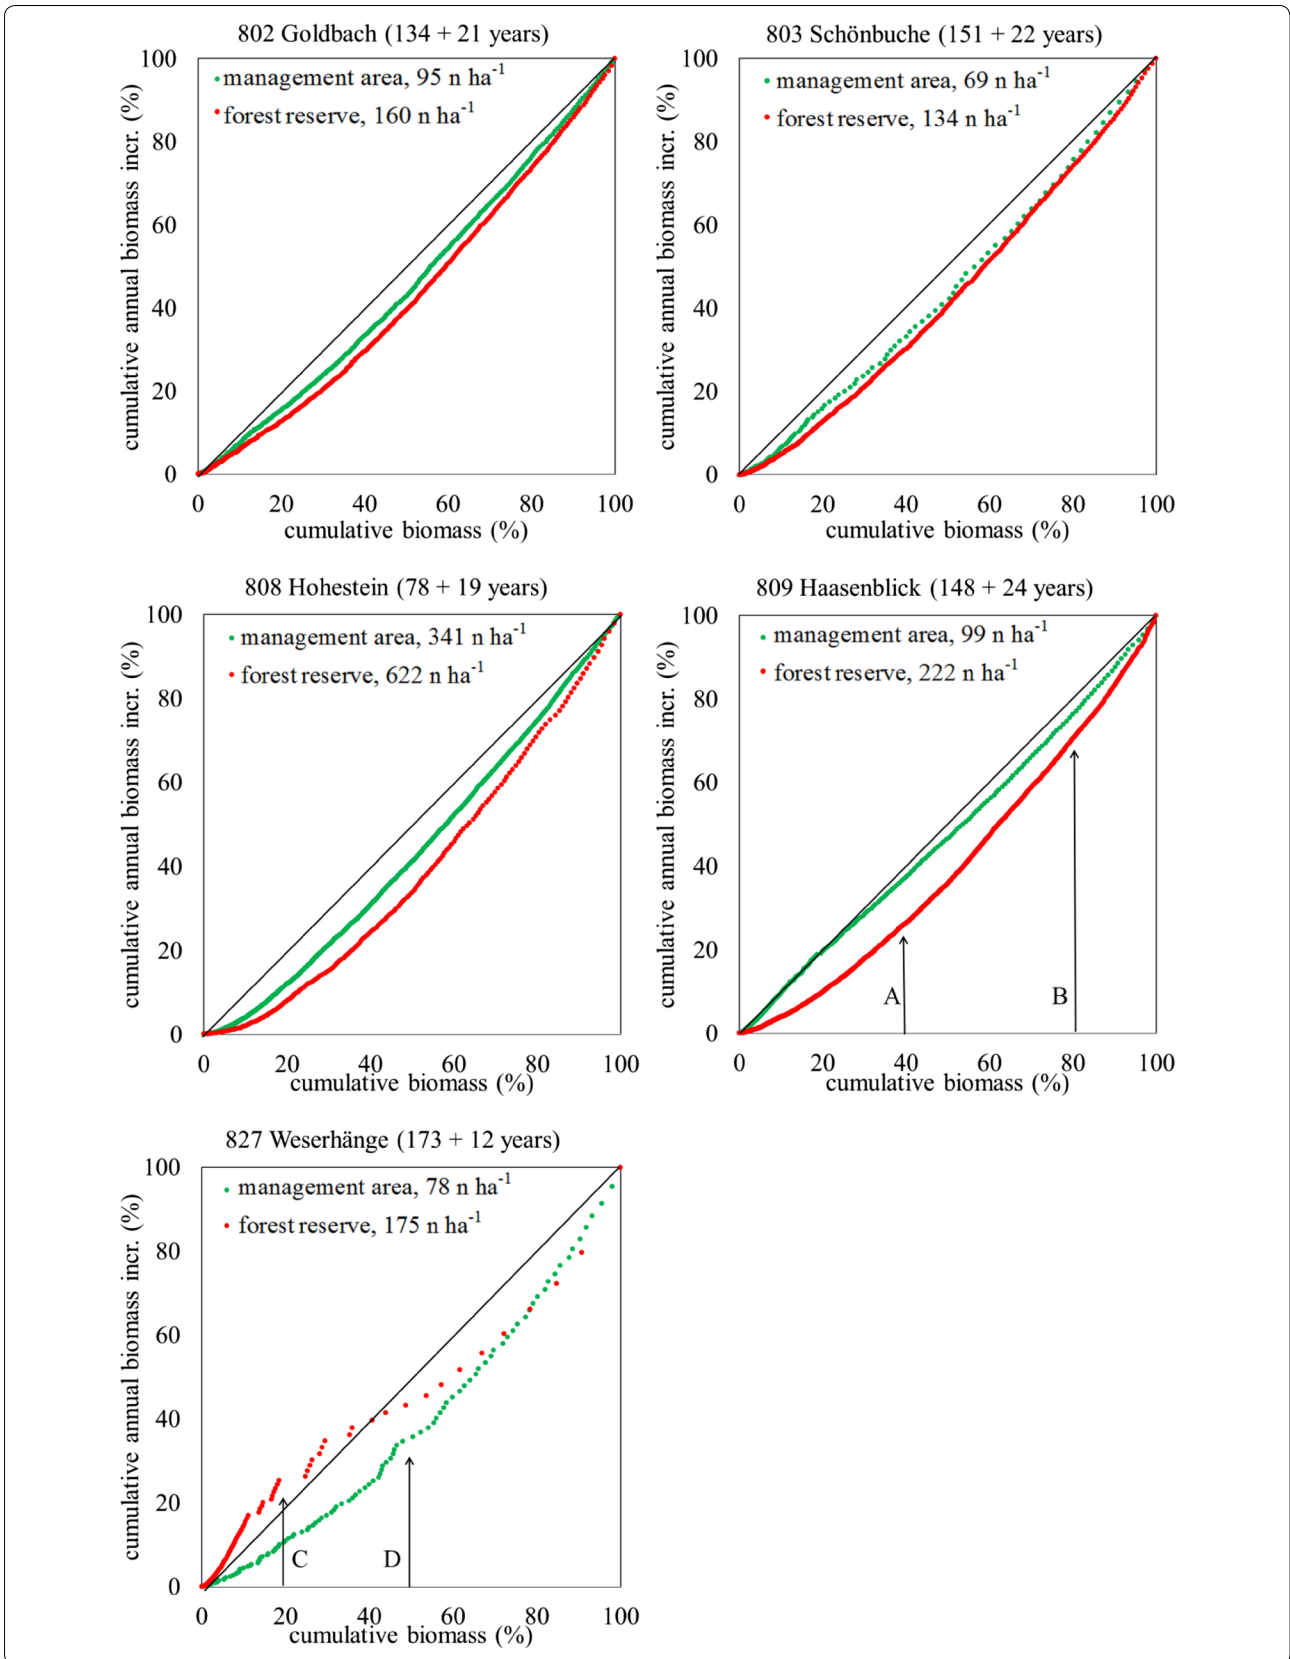 802 Goldbach (134 + 21 years)
cumulative annual biomass incr. (%)
100
80
60
40
20
0
management area, 95 n ha⁻¹
forest reserve, 160 n ha⁻¹
0 20 40 60 80 100
cumulative biomass (%)
803 Schönbuche (151 + 22 years)
cumulative annual biomass incr. (%)
100
80
60
40
20
0
management area, 69 n ha⁻¹
forest reserve, 134 n ha⁻¹
0 20 40 60 80 100
cumulative biomass (%)
808 Hohestein (78 + 19 years)
cumulative annual biomass incr. (%)
100
80
60
40
20
0
management area, 341 n ha⁻¹
forest reserve, 622 n ha⁻¹
0 20 40 60 80 100
cumulative biomass (%)
809 Haasenblick (148 + 24 years)
cumulative annual biomass incr. (%)
100
80
60
40
20
0
management area, 99 n ha⁻¹
forest reserve, 222 n ha⁻¹
A B
0 20 40 60 80 100
cumulative biomass (%)
827 Weserhänge (173 + 12 years)
cumulative annual biomass incr. (%)
100
80
60
40
20
0
management area, 78 n ha⁻¹
forest reserve, 175 n ha⁻¹
C D
0 20 40 60 80 100
cumulative biomass (%)